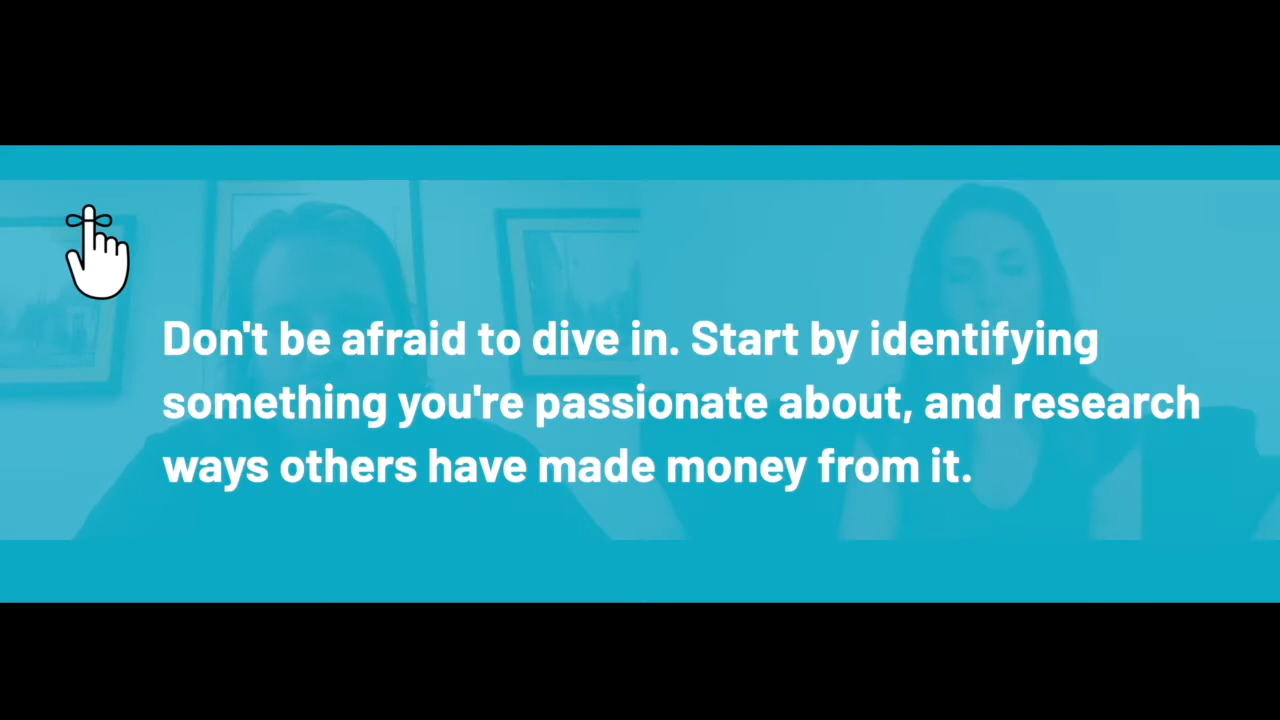 Don't be afraid to dive in. Start by identifying
something you're passionate about, and research
ways others have made money from it.